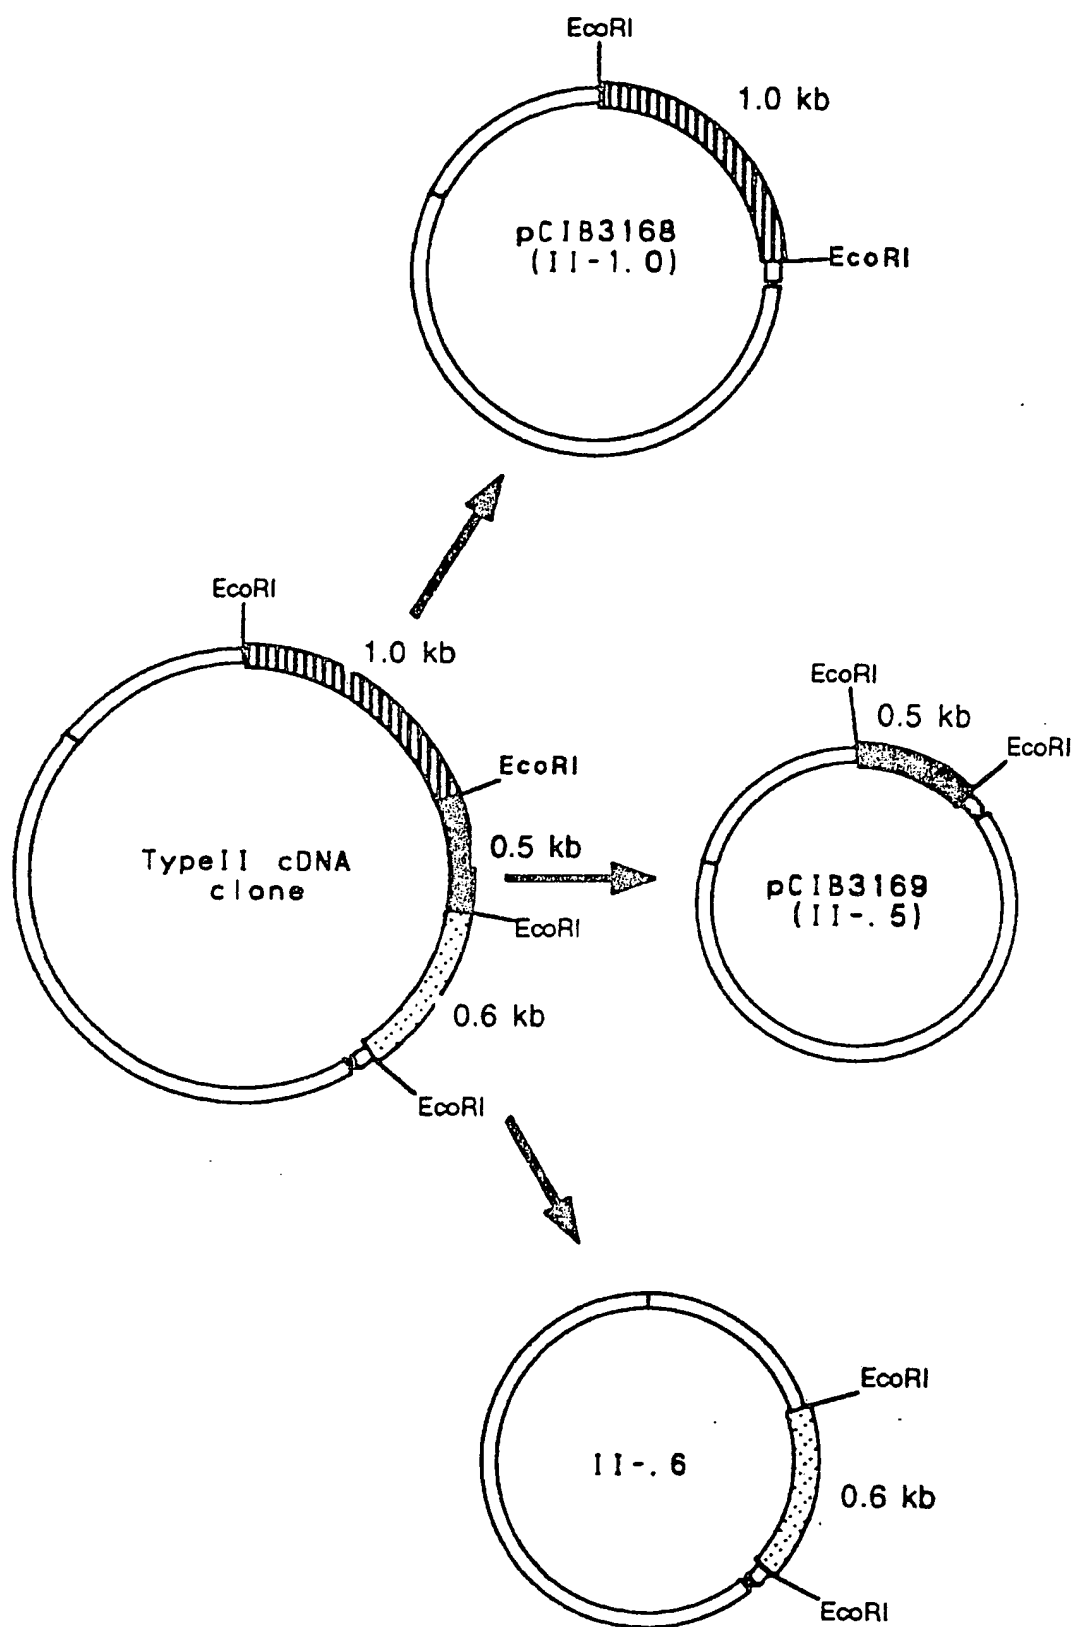 EcoRI
1.0 kb
pCIB3168
(II-1.0)
EcoRI
EcoRI
1.0 kb
EcoRI
TypeII cDNA
clone
0.5 kb
EcoRI
0.6 kb
EcoRI
EcoRI
0.5 kb
EcoRI
pCIB3169
(II-.5)
EcoRI
II-.6
0.6 kb
EcoRI